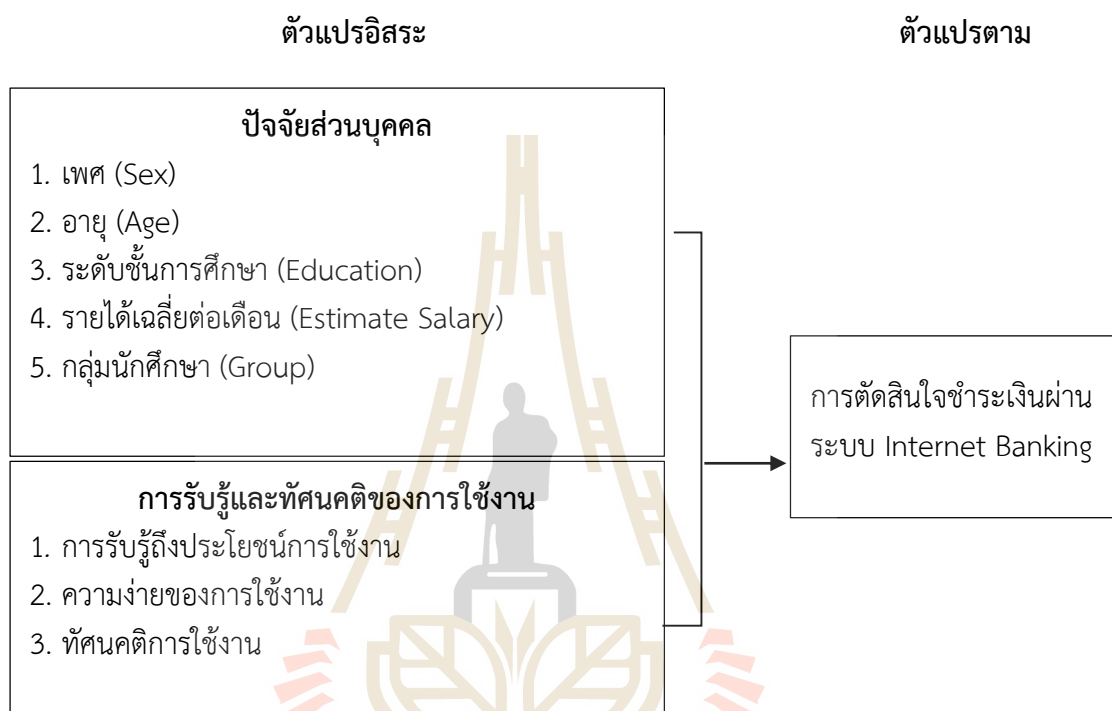 ตัวแปรอิสระ
ตัวแปรตาม
ปัจจัยส่วนบุคคล
1. เพศ (Sex)
2. อายุ (Age)
3. ระดับชั้นการศึกษา (Education)
4. รายได้เฉลี่ยต่อเดือน (Estimate Salary)
5. กลุ่มนักศึกษา (Group)
การรับรู้และทัศนคติของการใช้งาน
1. การรับรู้ถึงประโยชน์การใช้งาน
2. ความง่ายของการใช้งาน
3. ทัศนคติการใช้งาน
การตัดสินใจชำระเงินผ่าน
ระบบ Internet Banking